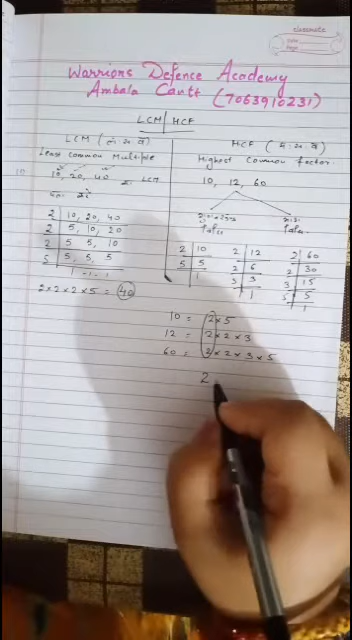 classmate
Date
Page
Warriors Defence Academy
Ambala Cantt (7063910231)
LCM | HCF
LCM (ल.स.व)
Least common Multiple
10, 20, 40 का LCM
2 | 10, 20, 40
2 | 5, 10, 20
2 | 5, 5, 10
5 | 5, 5, 5
1, 1, 1
2×2×2×5 = 40
HCF (म.स.व)
Highest Common factor
10, 12, 60
2 | 10
5 | 5
1
2 | 12
2 | 6
3 | 3
1
2 | 60
2 | 30
3 | 15
5 | 5
1
10 = 2×5
12 = 2×2×3
60 = 2×2×3×5
2